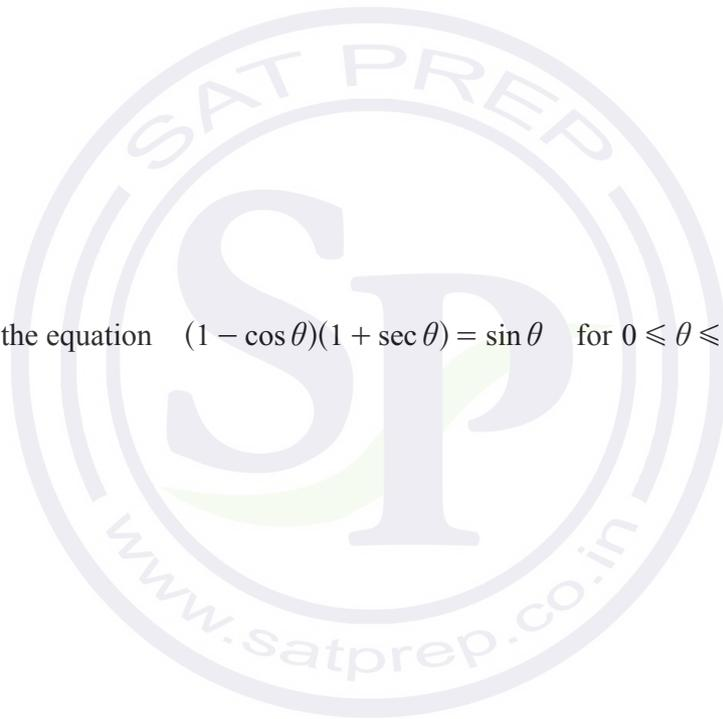 SAT PREP
the equation (1 − cos θ)(1 + sec θ) = sin θ for 0 ⩽ θ ⩽
www.satprep.co.in
SP